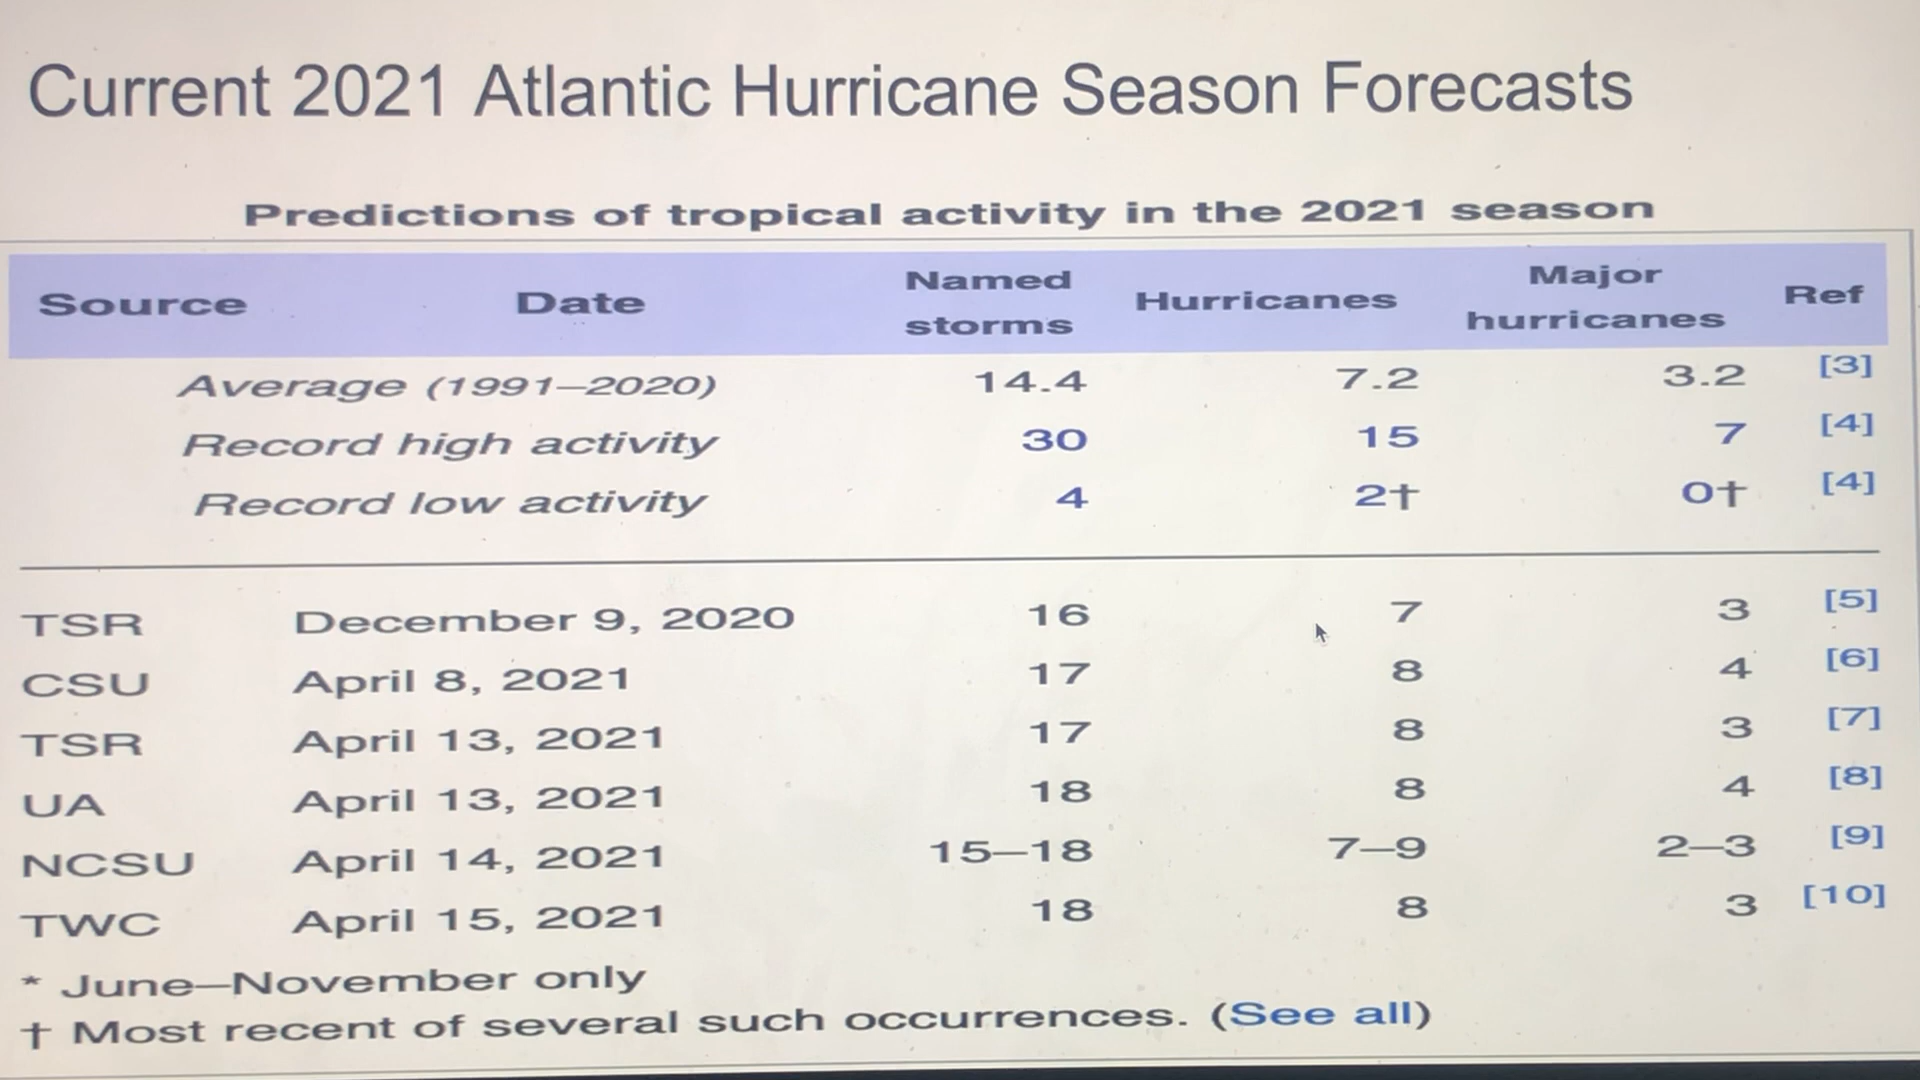 Current 2021 Atlantic Hurricane Season Forecasts
Predictions of tropical activity in the 2021 season
Source Date Named storms Hurricanes Major hurricanes Ref
Average (1991–2020) 14.4 7.2 3.2 [3]
Record high activity 30 15 7 [4]
Record low activity 4 2† 0† [4]
TSR December 9, 2020 16 7 3 [5]
CSU April 8, 2021 17 8 4 [6]
TSR April 13, 2021 17 8 3 [7]
UA April 13, 2021 18 8 4 [8]
NCSU April 14, 2021 15–18 7–9 2–3 [9]
TWC April 15, 2021 18 8 3 [10]
* June–November only
† Most recent of several such occurrences. (See all)